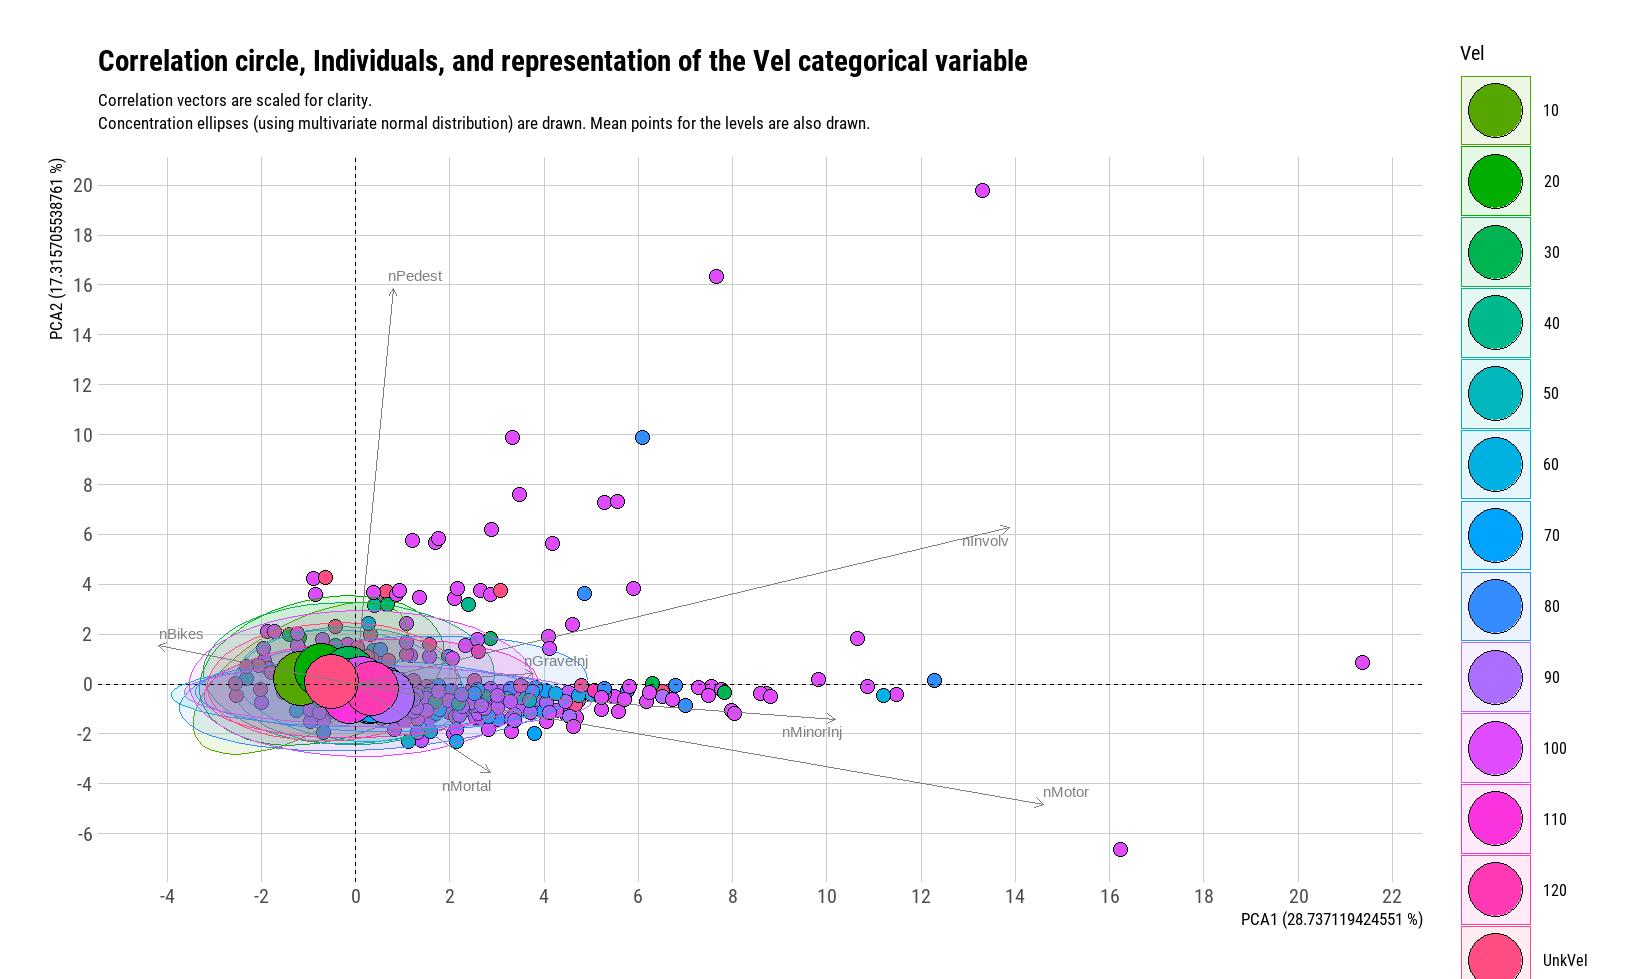 Correlation circle, Individuals, and representation of the Vel categorical variable
Correlation vectors are scaled for clarity.
Concentration ellipses (using multivariate normal distribution) are drawn. Mean points for the levels are also drawn.
PCA2 (17.3157055538761 %)
20
18
16
14
12
10
8
6
4
2
0
-2
-4
-6
nPedest
nInvolv
nBikes
nGraveInj
nMinorInj
nMortal
nMotor
-4
-2
0
2
4
6
8
10
12
14
16
18
20
22
PCA1 (28.737119424551 %)
Vel
10
20
30
40
50
60
70
80
90
100
110
120
UnkVel